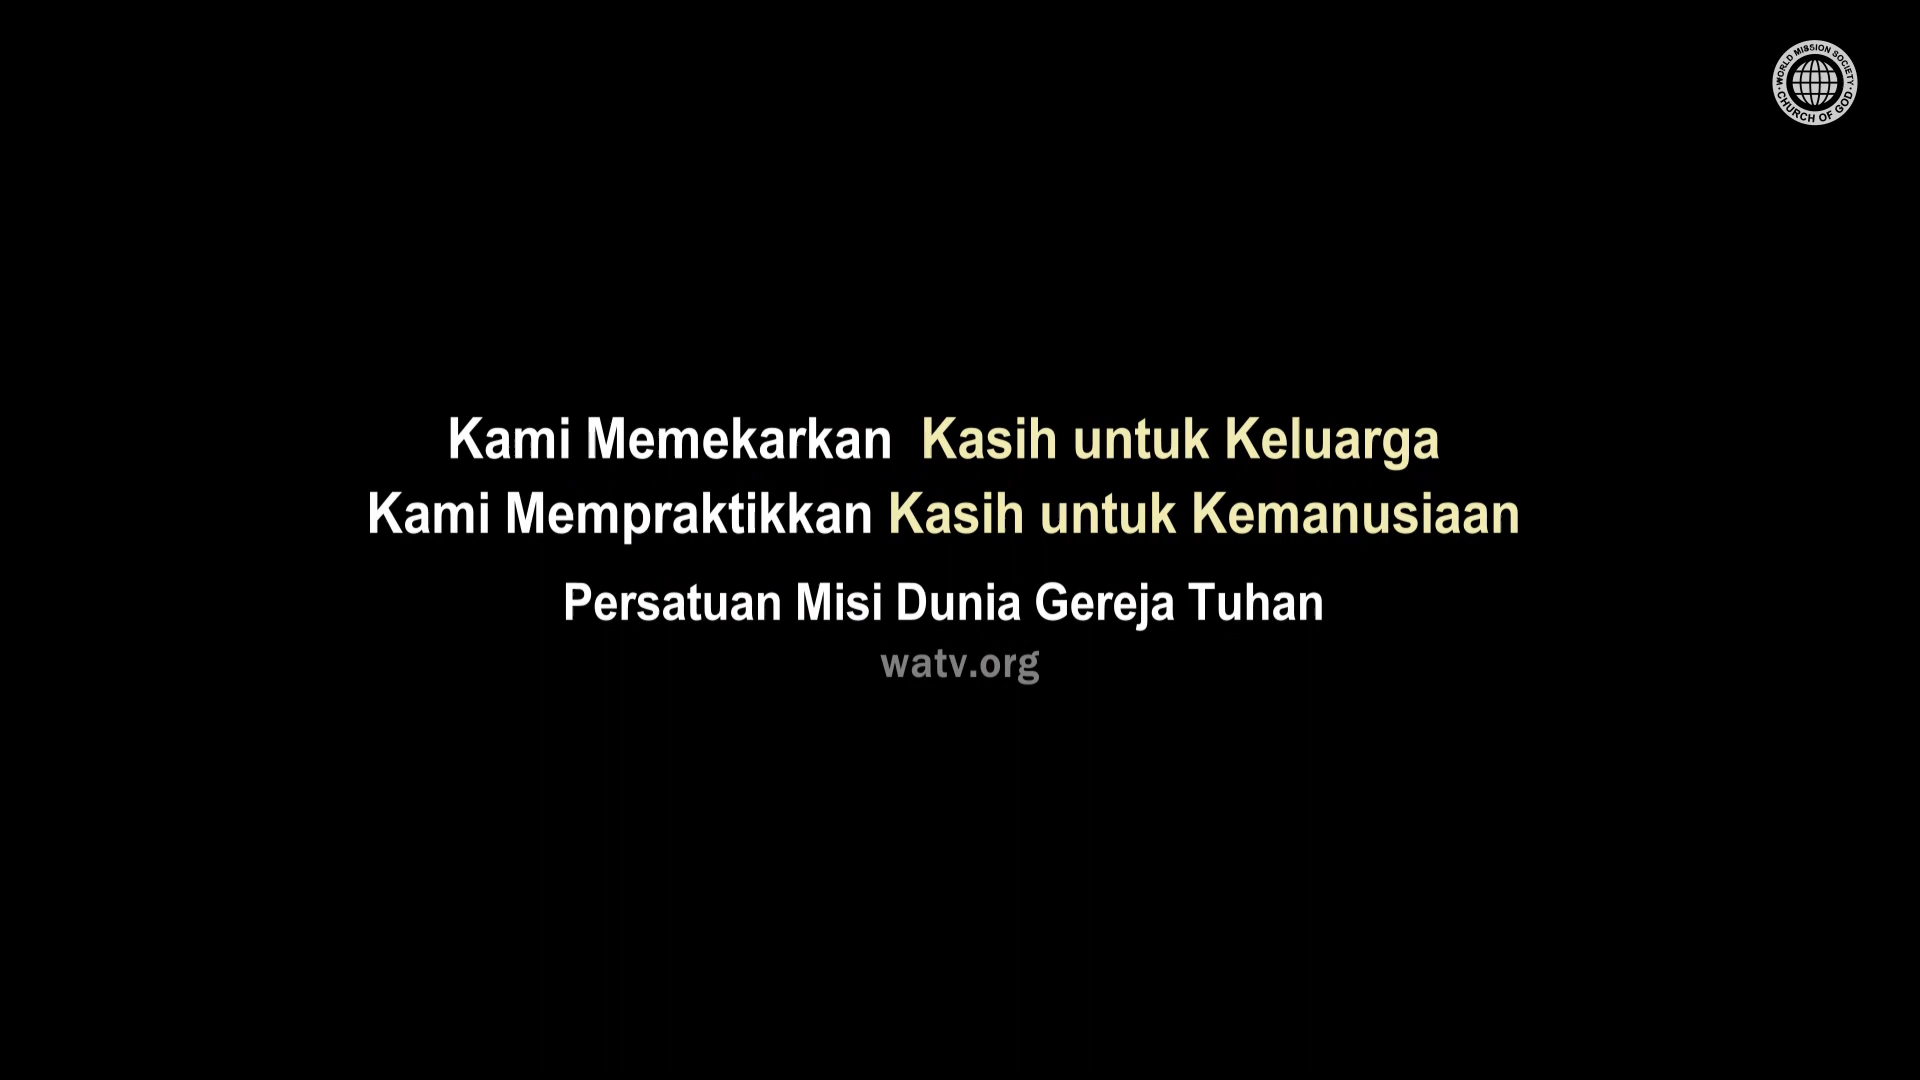 WORLD MISSION SOCIETY
CHURCH OF GOD
Kami Memekarkan Kasih untuk Keluarga
Kami Mempraktikkan Kasih untuk Kemanusiaan
Persatuan Misi Dunia Gereja Tuhan
watv.org